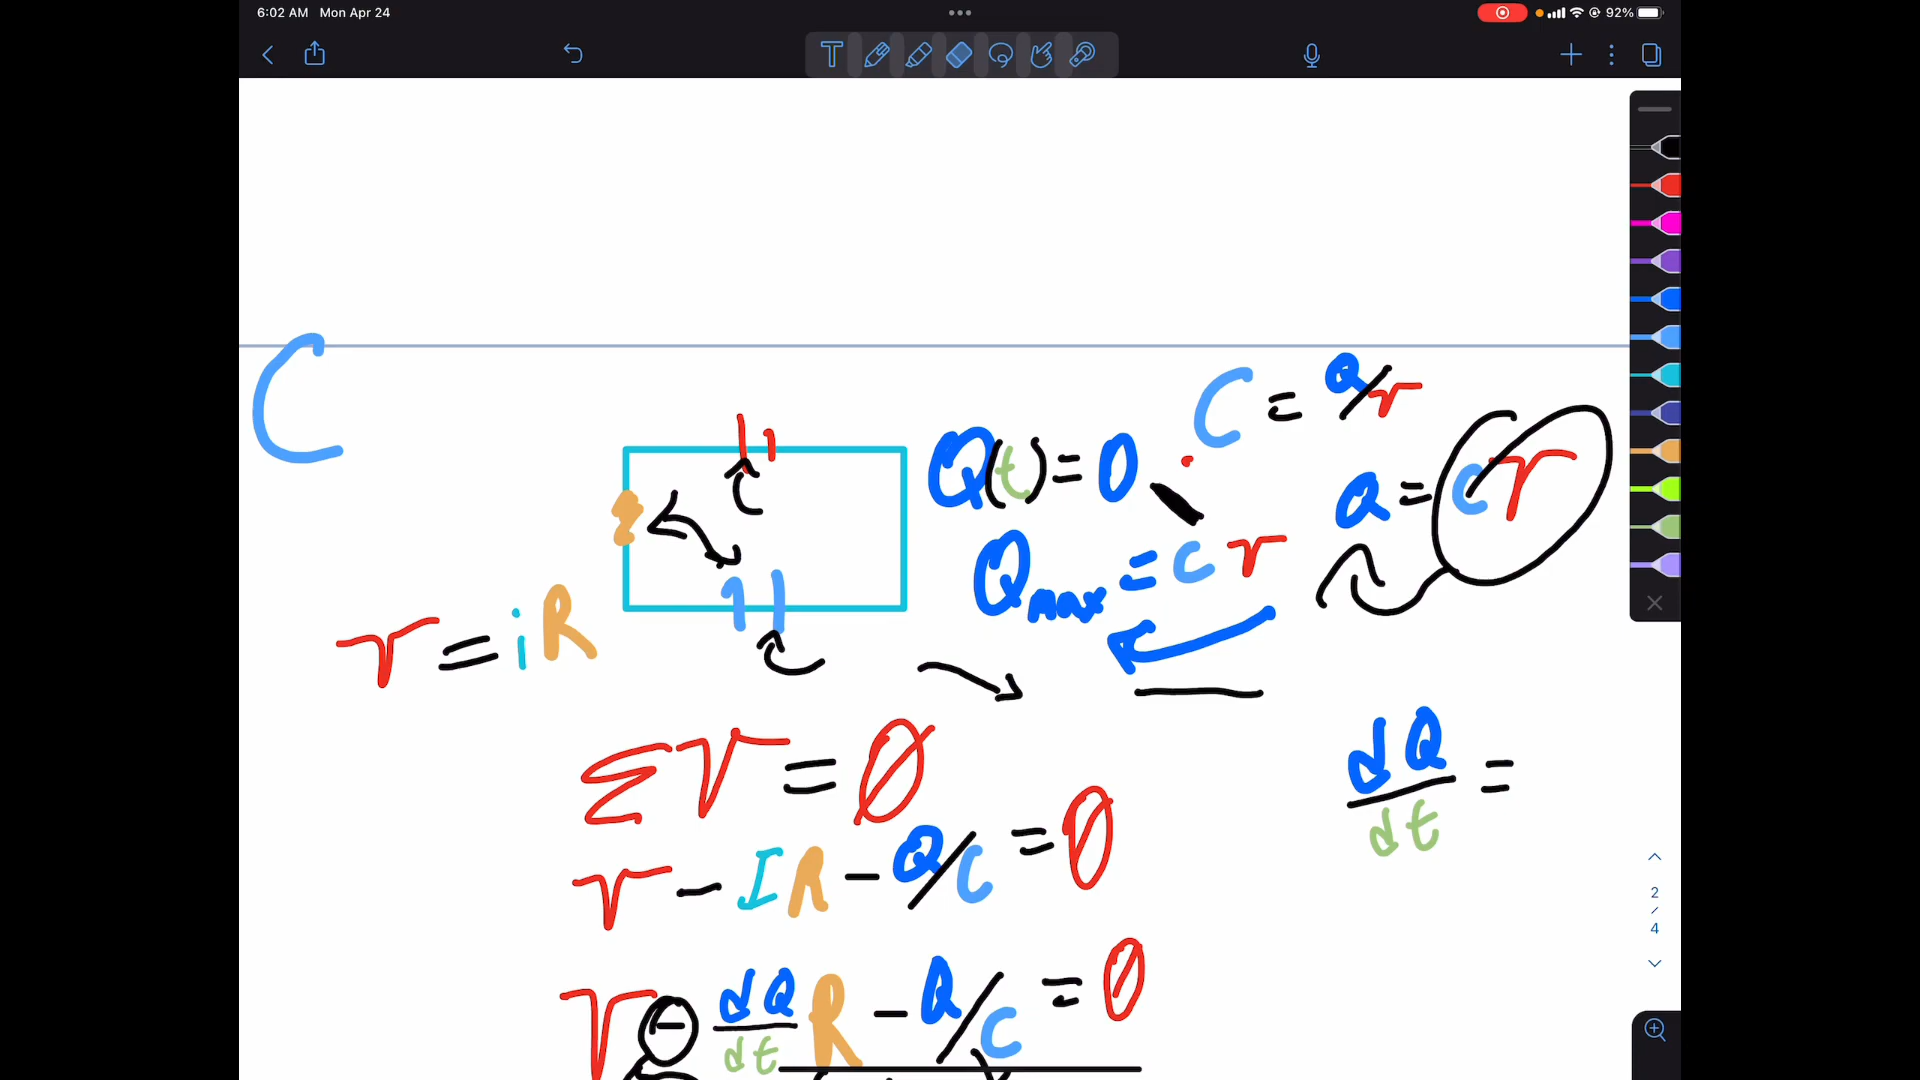 6:02 AM Mon Apr 24
92%
T
C
C = Q/V
Q(t) = 0
Q = CV
Qmax = CV
V = iR
ΣV = 0
dQ/dt =
V - IR - Q/C = 0
V - dQ/dt R - Q/C = 0
2
/
4